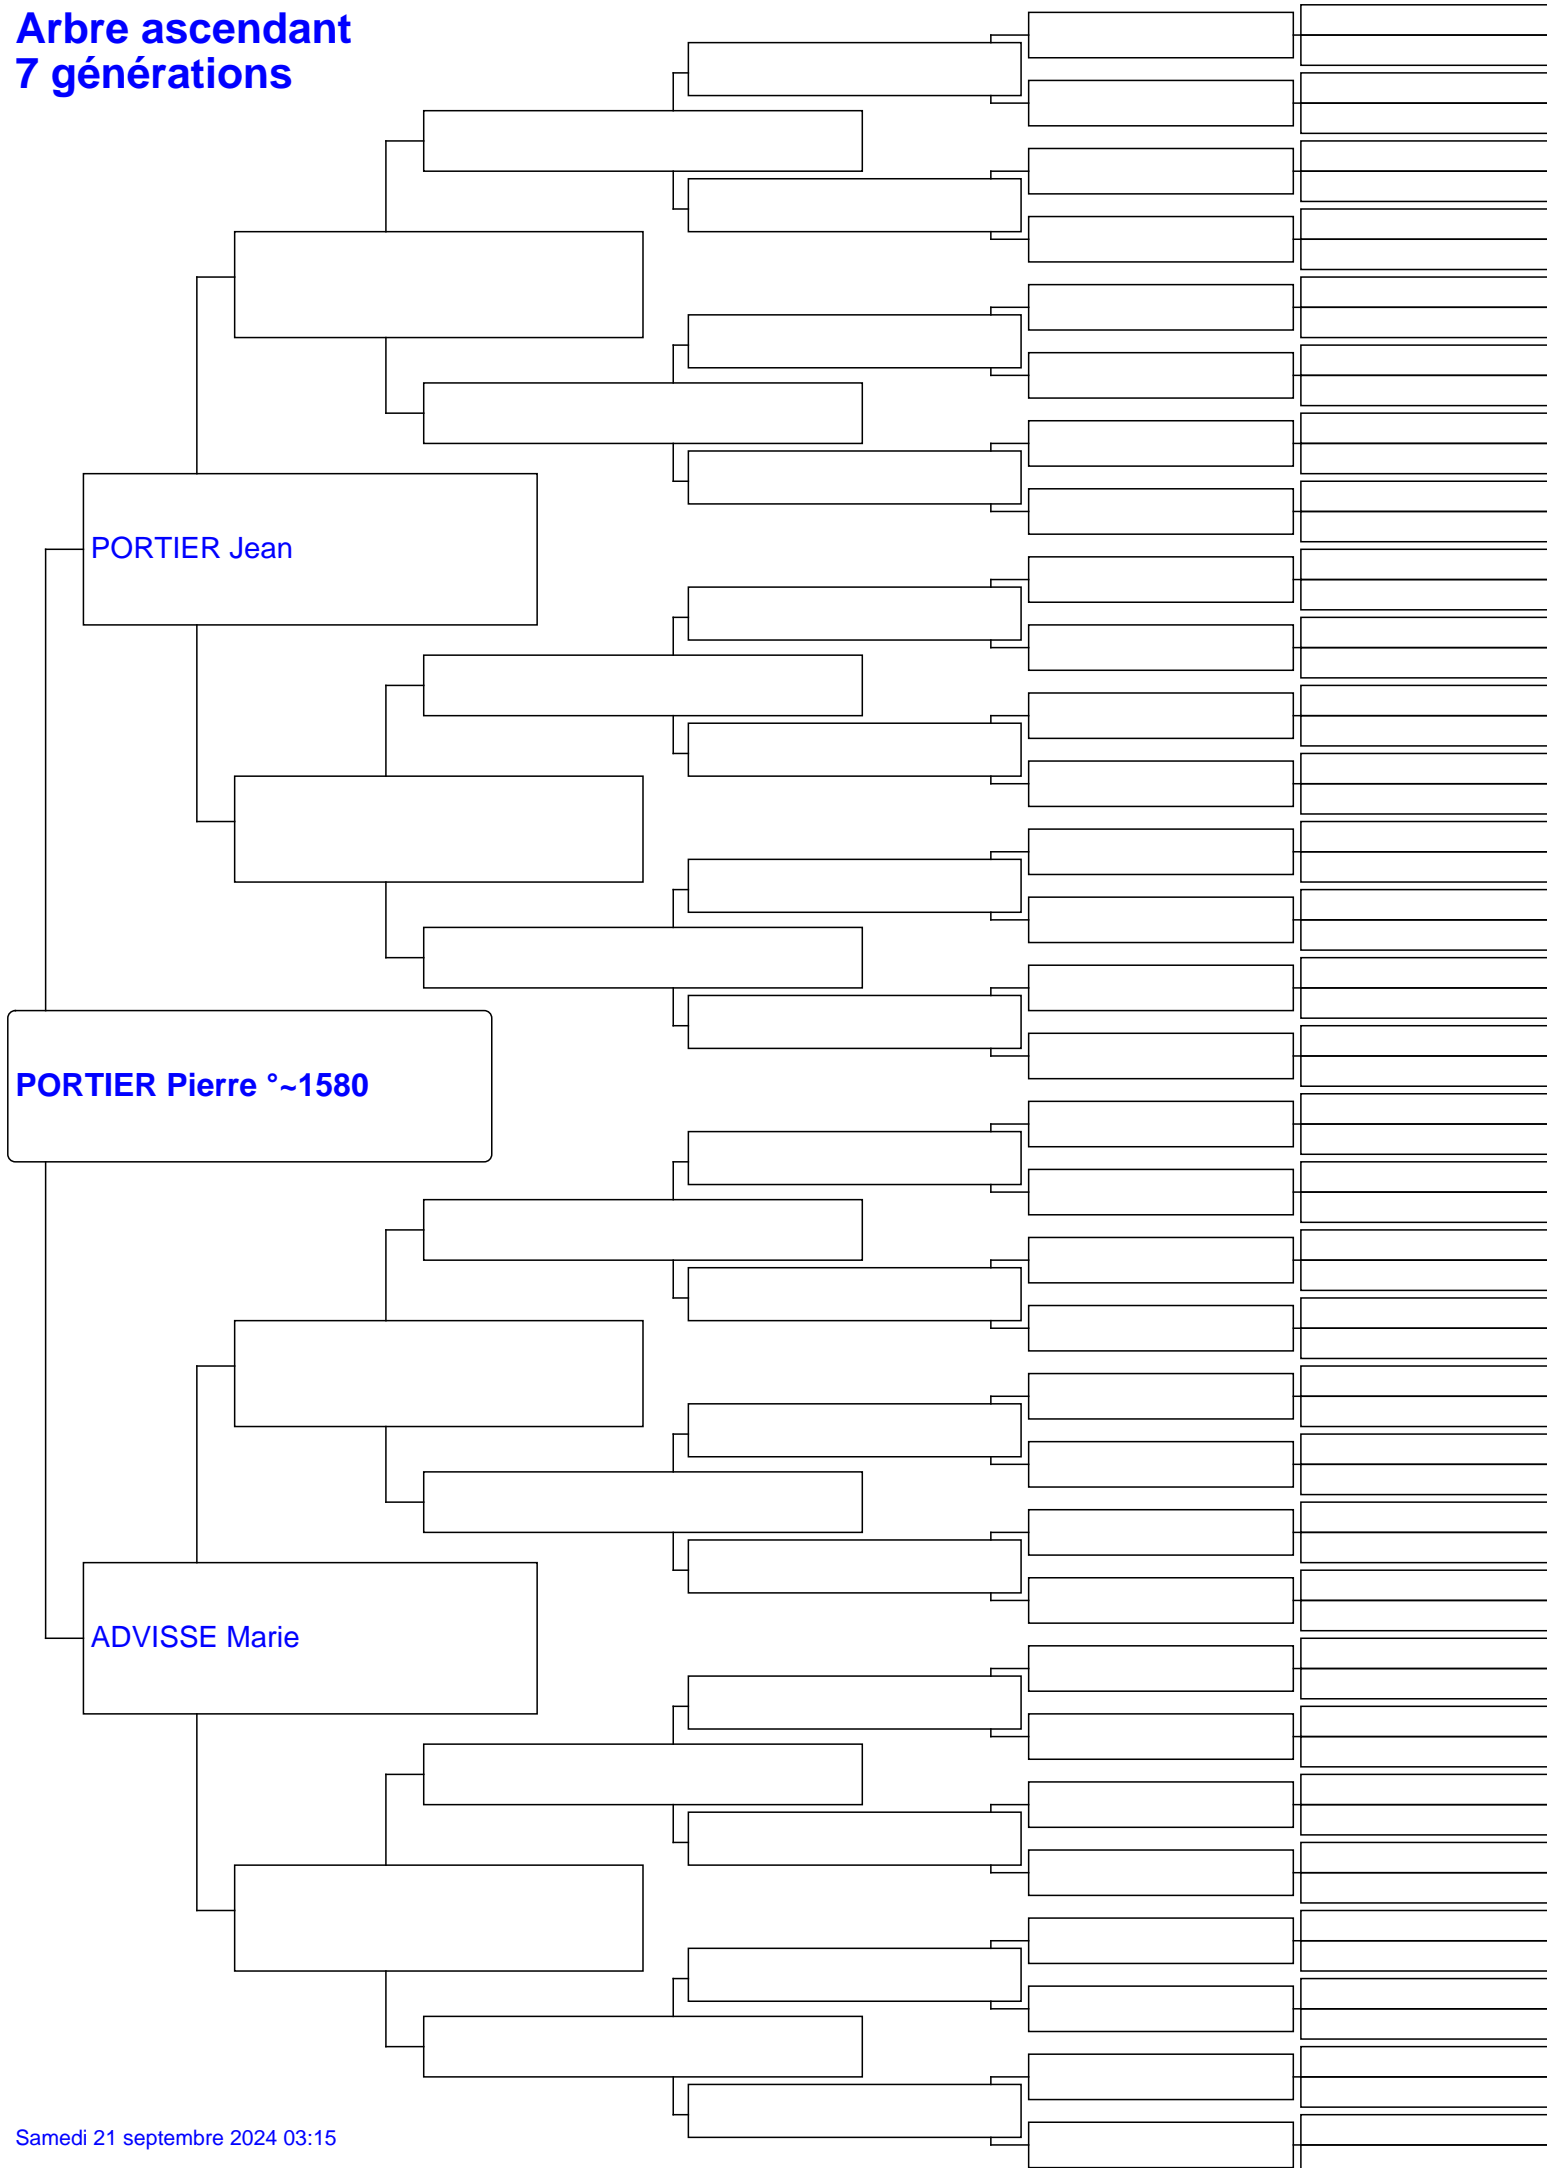 Arbre ascendant
7 générations
PORTIER Jean
PORTIER Pierre °~1580
ADVISSE Marie
Samedi 21 septembre 2024 03:15